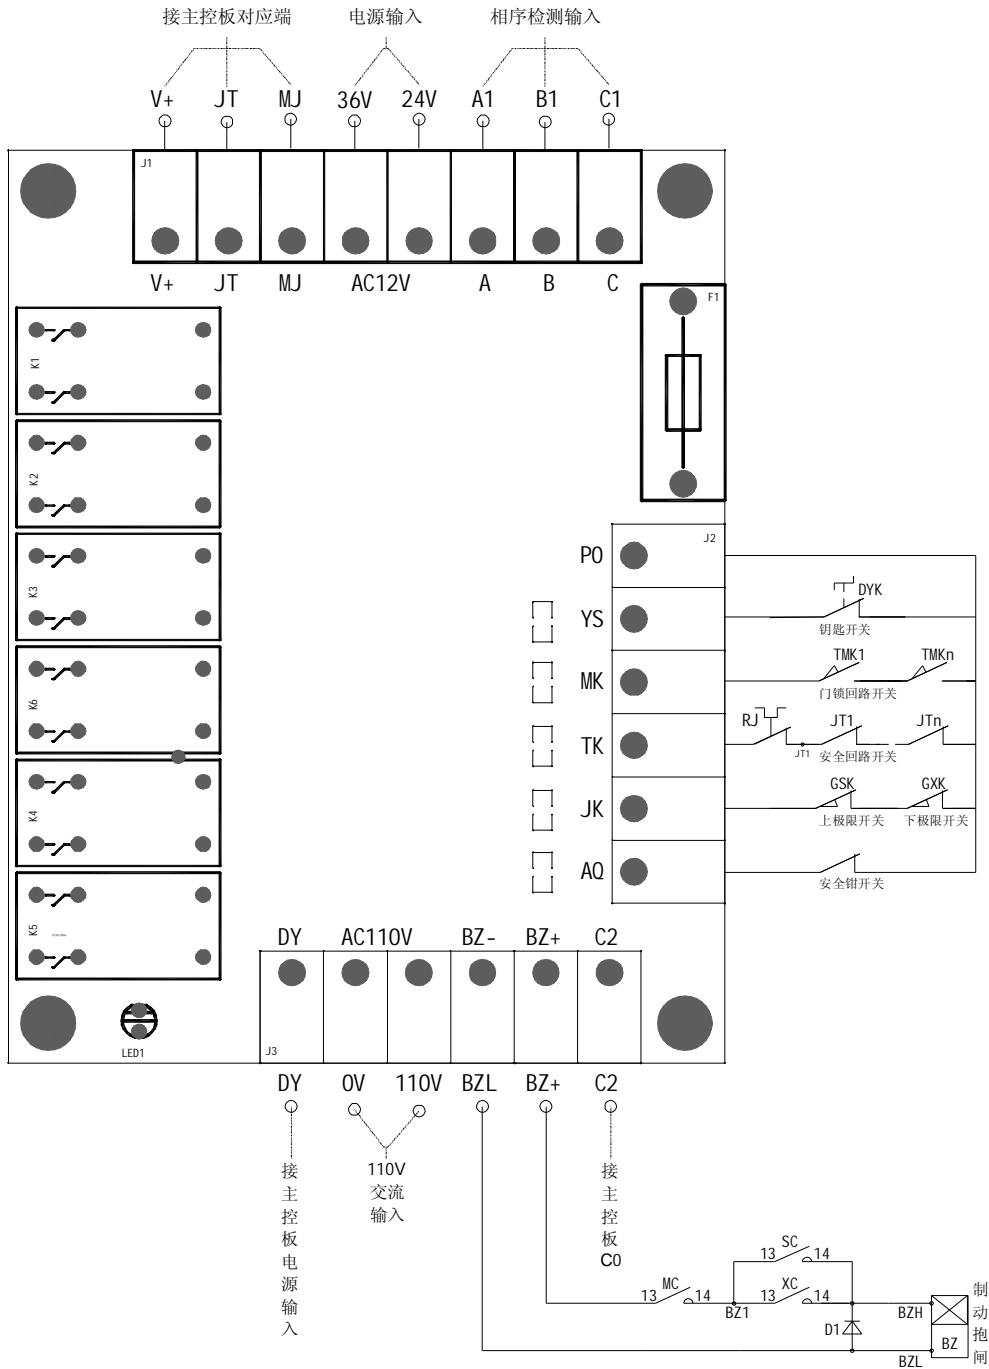 接主控板对应端 电源输入 相序检测输入
V+ JT MJ 36V 24V A1 B1 C1
J1
V+ JT MJ AC12V A B C
F1
K1
K2
K3
K6
K4
K5
LED1
J2
PO
YS
MK
TK
JK
AQ
DYK
钥匙开关
TMK1 TMKn
门锁回路开关
RJ JT1 JTn
JT1 安全回路开关
GSK GXK
上极限开关 下极限开关
安全钳开关
DY AC110V BZ- BZ+ C2
J3
DY 0V 110V BZL BZ+ C2
接主控板电源输入
110V
交流
输入
接主控板C0
SC
13 14
MC XC
13 14 13 14
BZ1 BZH
D1 BZ
BZL
制动抱闸